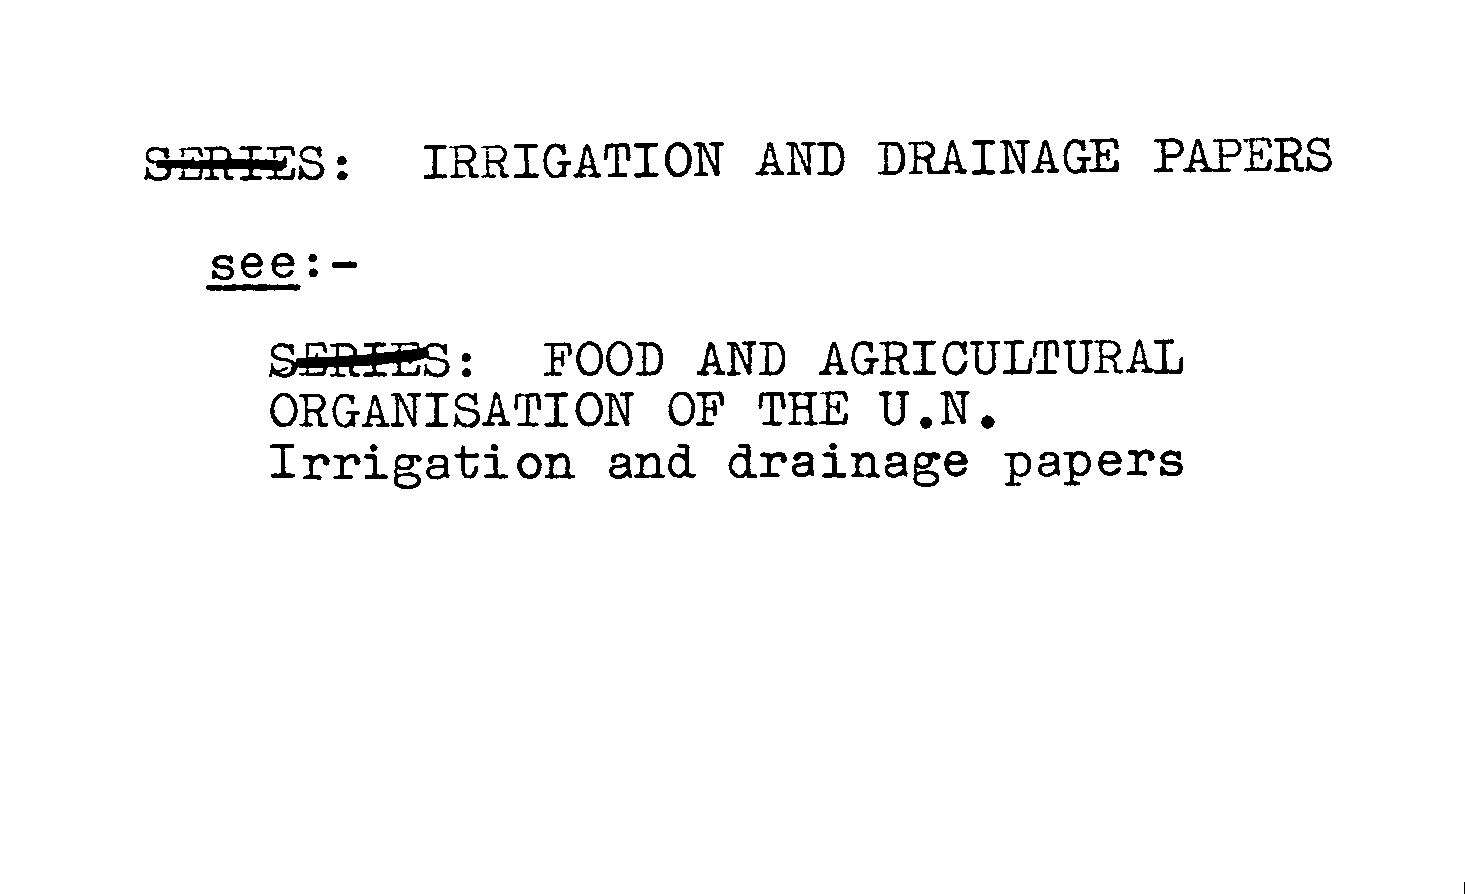 SERIES: IRRIGATION AND DRAINAGE PAPERS
see:-
SERIES: FOOD AND AGRICULTURAL
ORGANISATION OF THE U.N.
Irrigation and drainage papers